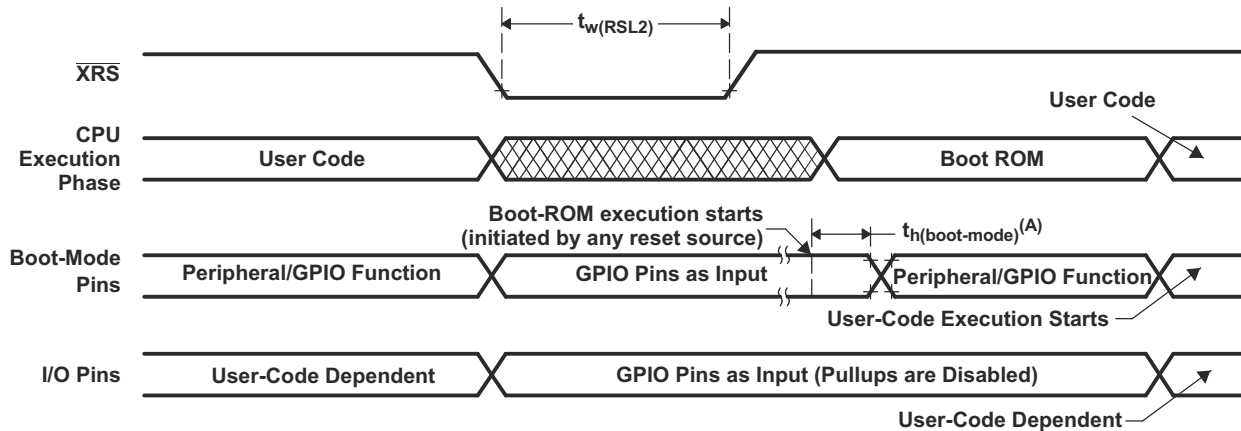 tw(RSL2)
XRS
User Code
CPU
Execution
Phase
User Code
Boot ROM
Boot-ROM execution starts
(initiated by any reset source)
th(boot-mode)(A)
Boot-Mode
Pins
Peripheral/GPIO Function
GPIO Pins as Input
Peripheral/GPIO Function
User-Code Execution Starts
I/O Pins
User-Code Dependent
GPIO Pins as Input (Pullups are Disabled)
User-Code Dependent